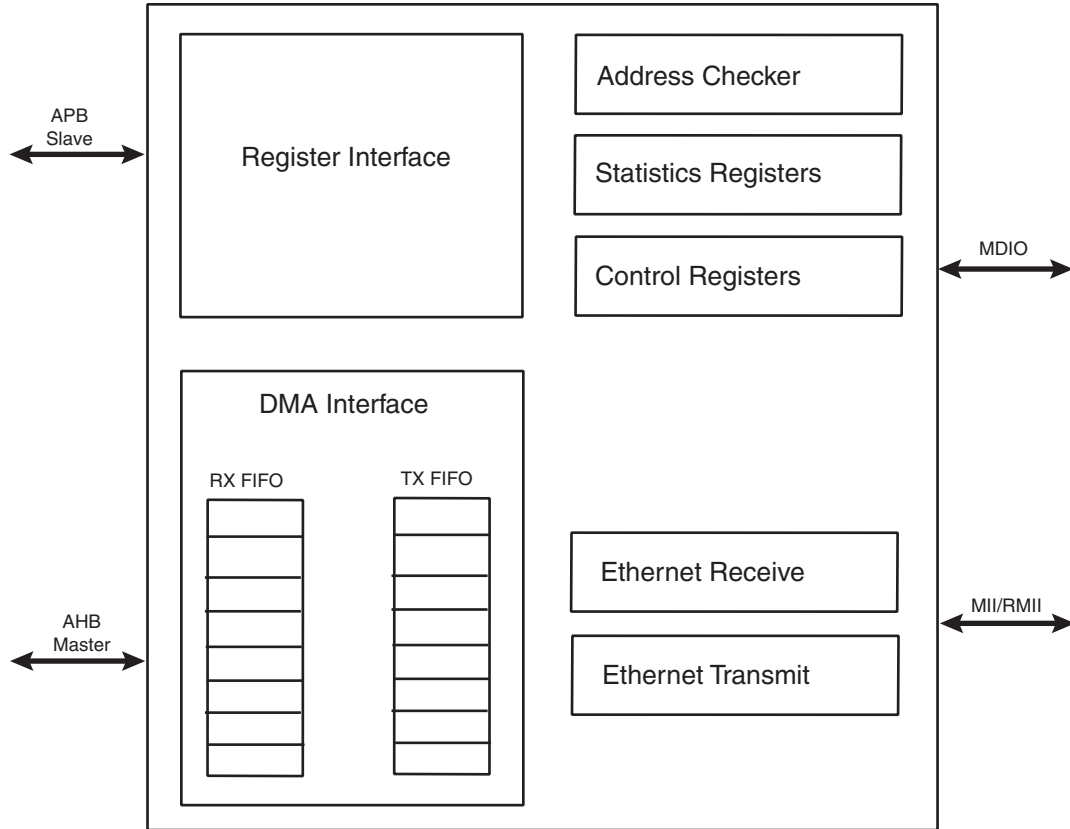 APB
Slave
Register Interface
Address Checker
Statistics Registers
Control Registers
MDIO
DMA Interface
RX FIFO
TX FIFO
AHB
Master
Ethernet Receive
Ethernet Transmit
MII/RMII